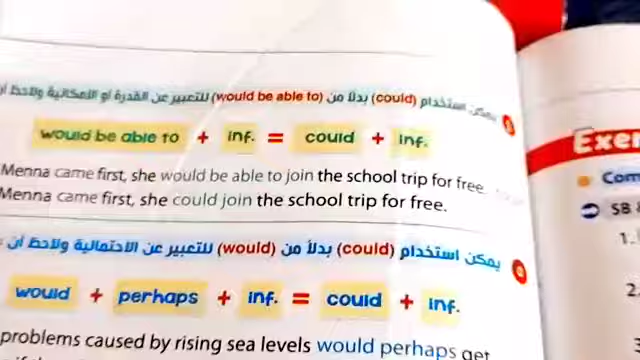 يمكن استخدام (could) بدلاً من (would be able to) للتعبير عن القدرة أو الامكانية ولاحظ أن
would be able to + inf. = could + inf.
Menna came first, she would be able to join the school trip for free.
Menna came first, she could join the school trip for free.
يمكن استخدام (could) بدلاً من (would) للتعبير عن الاحتمالية ولاحظ أن
would + perhaps + inf. = could + inf.
problems caused by rising sea levels would perhaps get
Exer
Com
SB
1.
2.